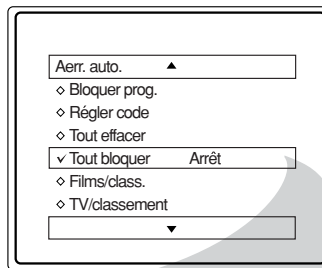 Aerr. auto. ▲
◇ Bloquer prog.
◇ Régler code
◇ Tout effacer
✓ Tout bloquer Arrêt
◇ Films/class.
◇ TV/classement
▼